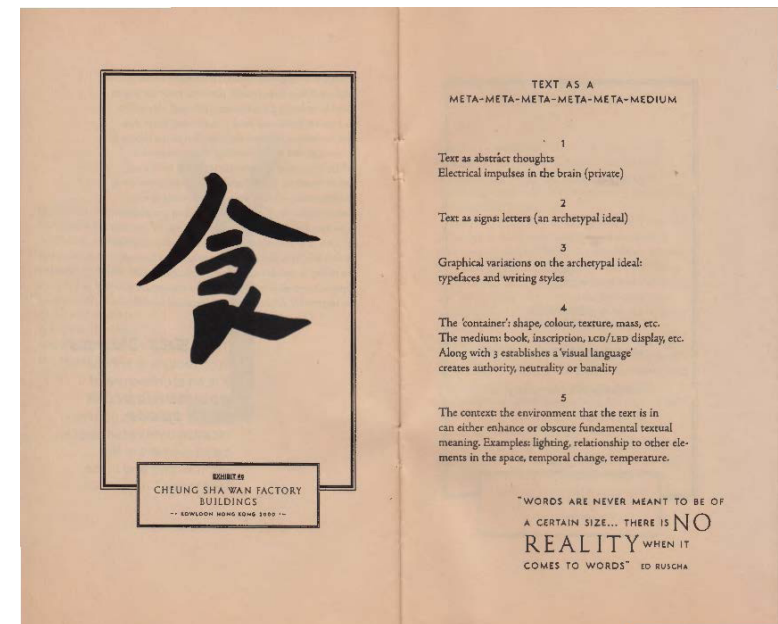 食
EXHIBIT #9
CHEUNG SHA WAN FACTORY
BUILDINGS
KOWLOON HONG KONG 2000
TEXT AS A
META-META-META-META-META-MEDIUM
1
Text as abstract thoughts
Electrical impulses in the brain (private)
2
Text as signs: letters (an archetypal ideal)
3
Graphical variations on the archetypal ideal:
typefaces and writing styles
4
The 'container': shape, colour, texture, mass, etc.
The medium: book, inscription, LCD/LED display, etc.
Along with 3 establishes a 'visual language'
creates authority, neutrality or banality
5
The context: the environment that the text is in
can either enhance or obscure fundamental textual
meaning. Examples: lighting, relationship to other ele-
ments in the space, temporal change, temperature.
"WORDS ARE NEVER MEANT TO BE OF
A CERTAIN SIZE... THERE IS NO
REALITY WHEN IT
COMES TO WORDS" ED RUSCHA